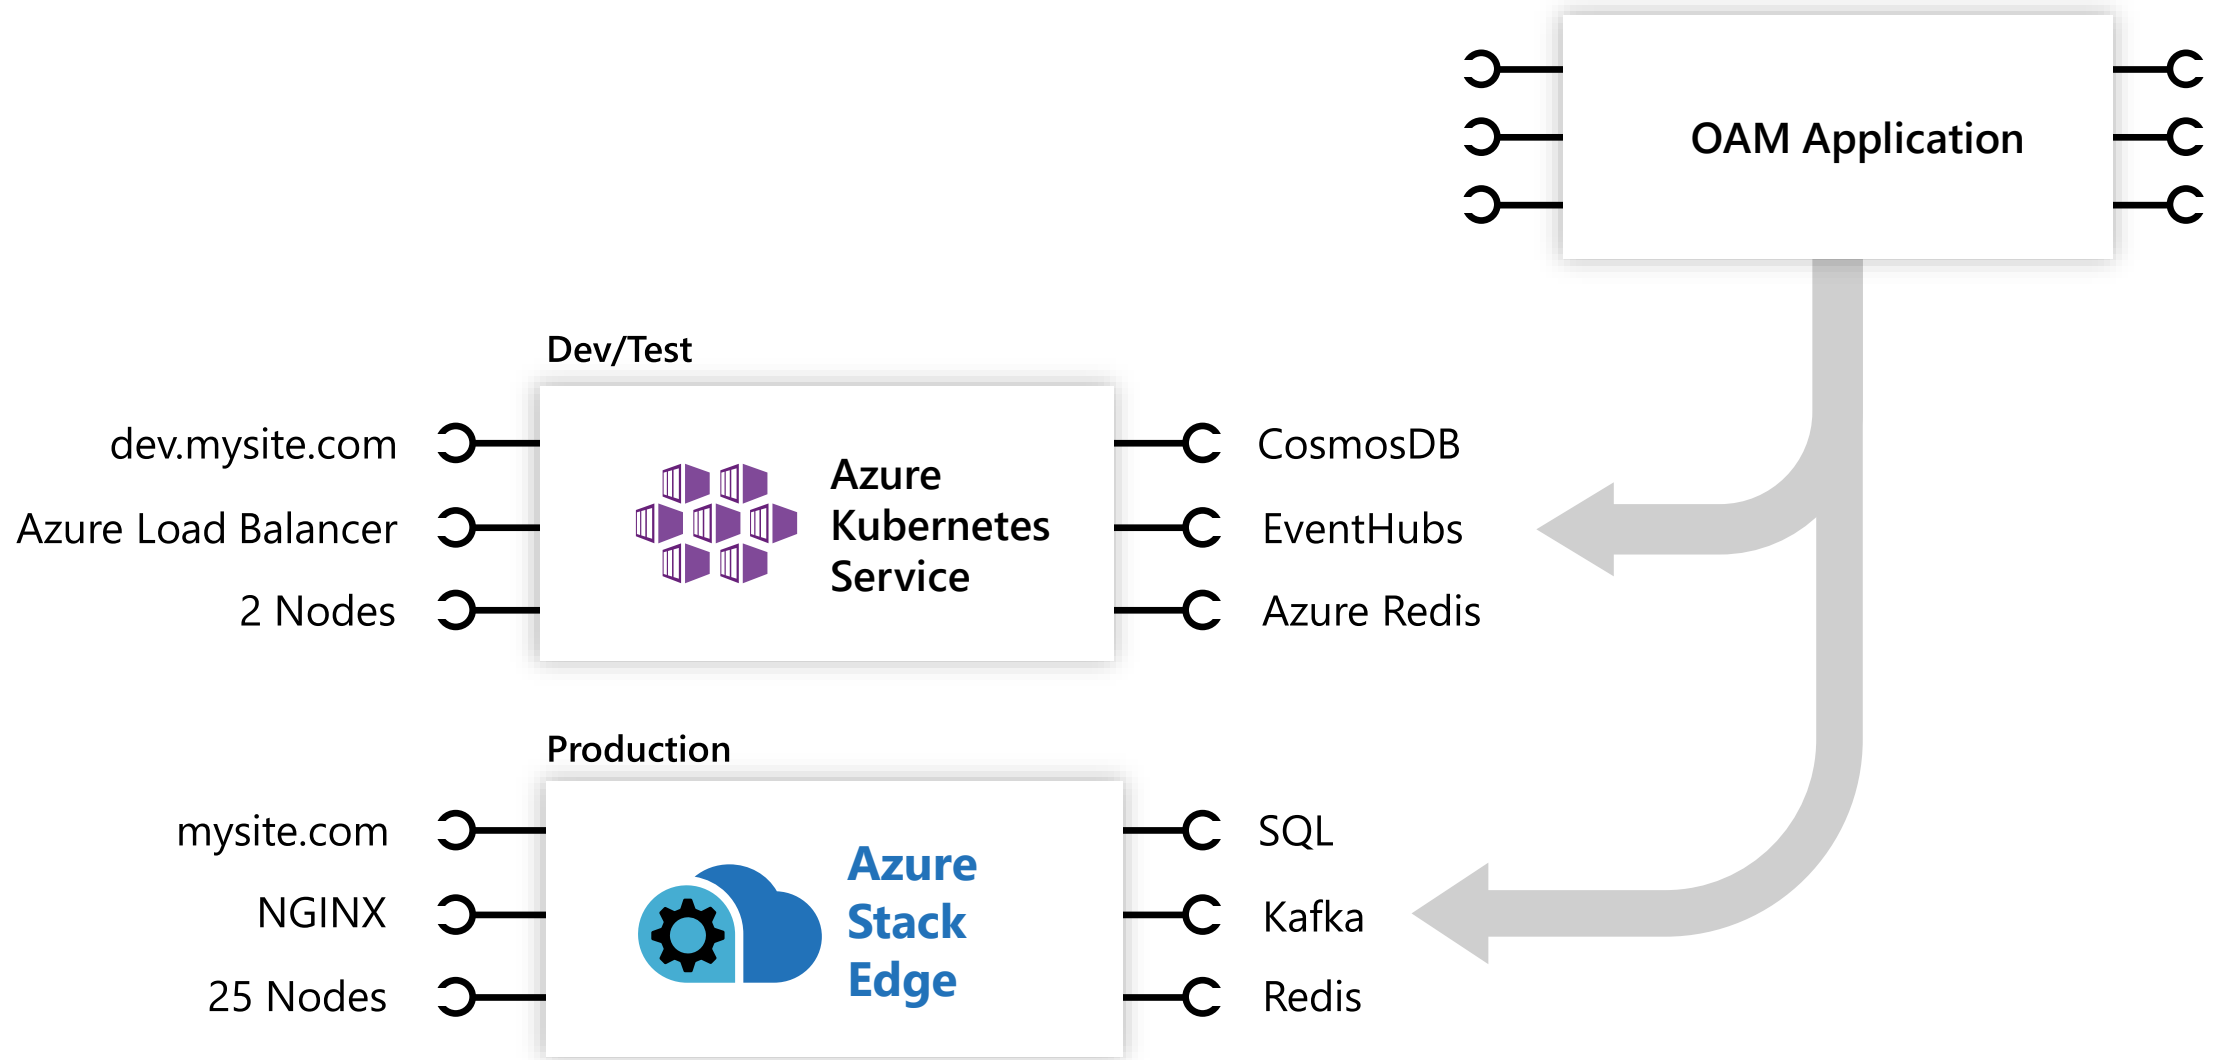 OAM Application
Dev/Test
dev.mysite.com
Azure Load Balancer
2 Nodes
Azure
Kubernetes
Service
CosmosDB
EventHubs
Azure Redis
Production
mysite.com
NGINX
25 Nodes
Azure
Stack
Edge
SQL
Kafka
Redis